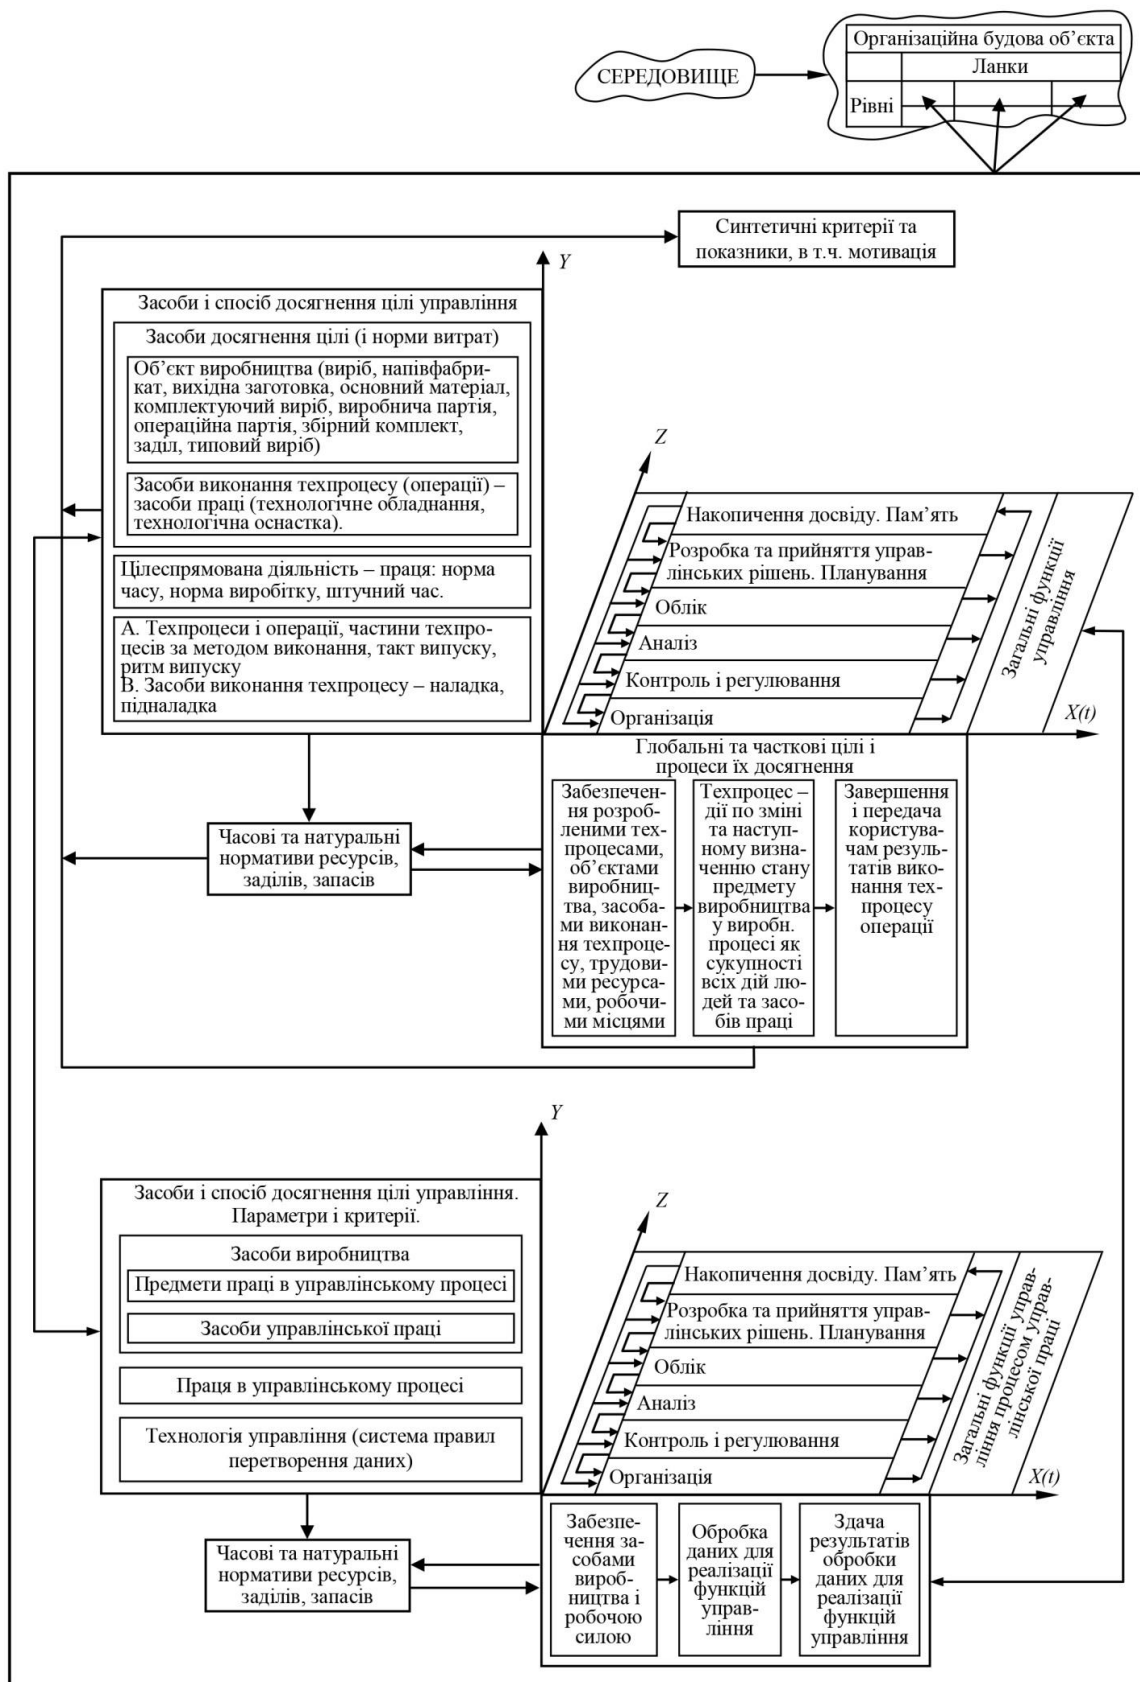 Організаційна будова об’єкта
СЕРЕДОВИЩЕ
Ланки
Рівні
Синтетичні критерії та
показники, в т.ч. мотивація
Y
Засоби і спосіб досягнення цілі управління
Засоби досягнення цілі (і норми витрат)
Об’єкт виробництва (виріб, напівфабри-
кат, вихідна заготовка, основний матеріал,
комплектуючий виріб, виробнича партія,
операційна партія, збірний комплект,
заділ, типовий виріб)
Засоби виконання техпроцесу (операції) –
засоби праці (технологічне обладнання,
технологічна оснастка).
Цілеспрямована діяльність – праця: норма
часу, норма виробітку, штучний час.
А. Техпроцеси і операції, частини техпро-
цесів за методом виконання, такт випуску,
ритм випуску
В. Засоби виконання техпроцесу – наладка,
підналадка
Z
Накопичення досвіду. Пам’ять
Розробка та прийняття управ-
лінських рішень. Планування
Облік
Аналіз
Контроль і регулювання
Організація
Загальні функції
управління
X(t)
Глобальні та часткові цілі і
процеси їх досягнення
Забезпечен-
ня розроб-
леними тех-
процесами,
об’єктами
виробниц-
тва, засоба-
ми виконан-
ня техпроце-
су, трудови-
ми ресурса-
ми, робочи-
ми місцями
Техпроцес –
дії по зміні
та наступ-
ному визна-
ченню стану
предмету
виробництва
у виробн.
процесі як
сукупності
всіх дій лю-
дей та засо-
бів праці
Завершення
і передача
користува-
чам резуль-
татів вико-
нання тех-
процесу
операції
Часові та натуральні
нормативи ресурсів,
заділів, запасів
Y
Засоби і спосіб досягнення цілі управління.
Параметри і критерії.
Засоби виробництва
Предмети праці в управлінському процесі
Засоби управлінської праці
Праця в управлінському процесі
Технологія управління (система правил
перетворення даних)
Z
Накопичення досвіду. Пам’ять
Розробка та прийняття управ-
лінських рішень. Планування
Облік
Аналіз
Контроль і регулювання
Організація
Загальні функції управ-
ління процесом управ-
лінської праці
X(t)
Часові та натуральні
нормативи ресурсів,
заділів, запасів
Забезпе-
чення за-
собами
вироб-
ництва і
робочою
силою
Обробка
даних для
реалізації
функцій
управ-
ління
Здача
результатів
обробки
даних для
реалізації
функцій
управління